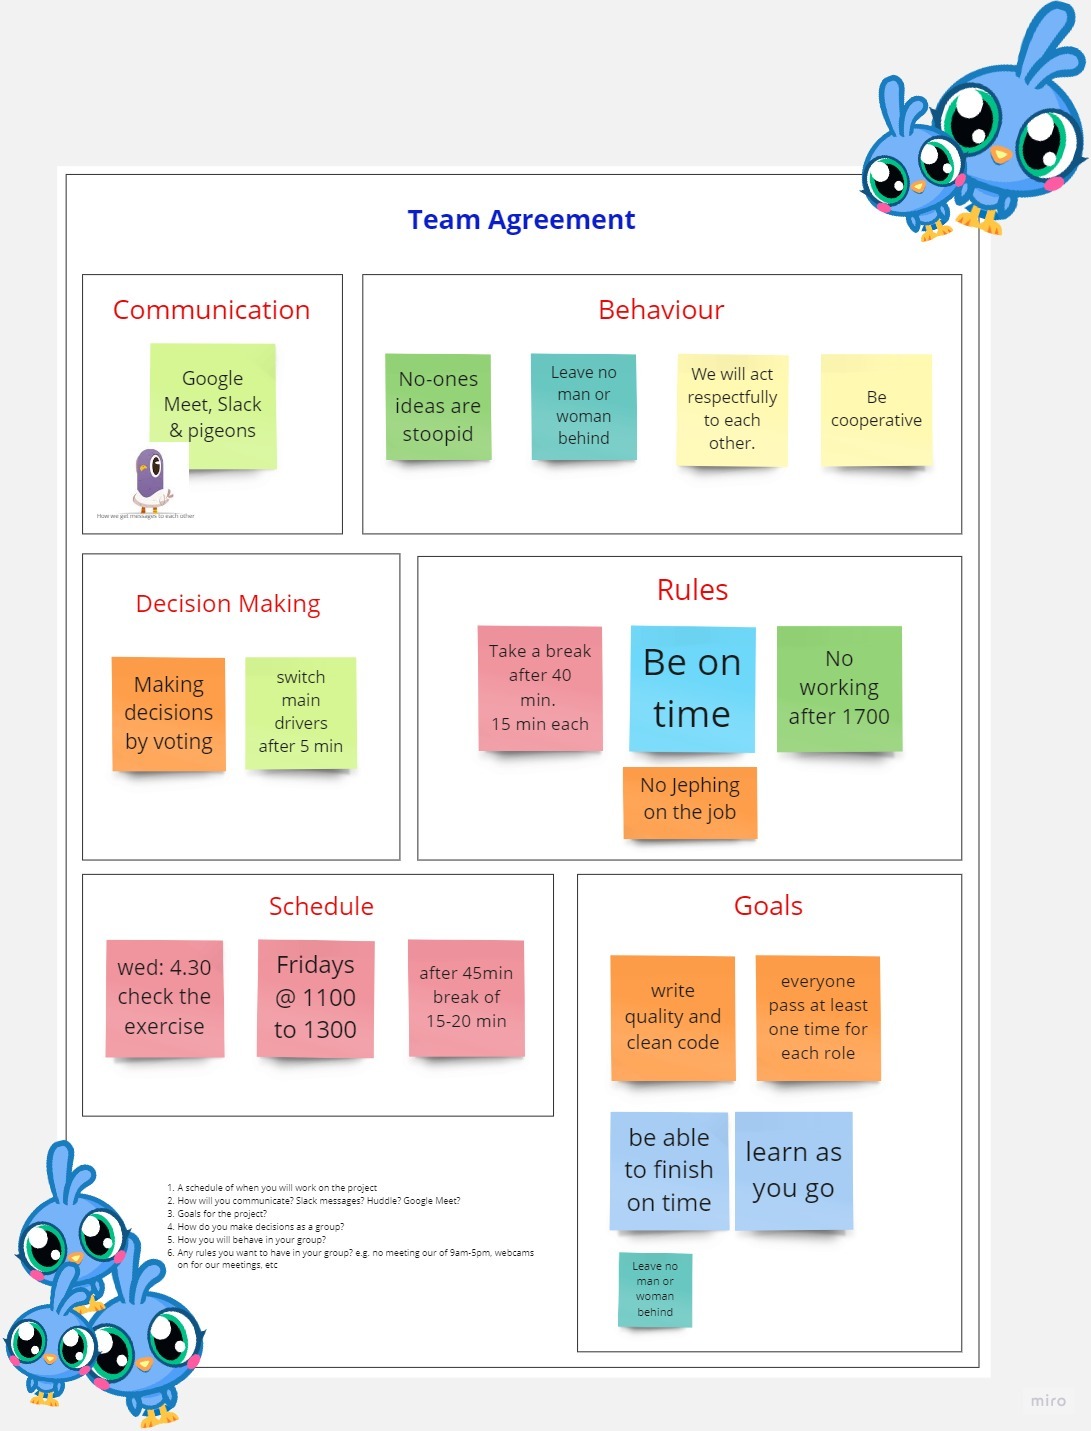 Team Agreement
Communication
Google
Meet, Slack
& pigeons
How we get messages to each other
Behaviour
No-ones
ideas are
stoopid
Leave no
man or
woman
behind
We will act
respectfully
to each
other.
Be
cooperative
Decision Making
Making
decisions
by voting
switch
main
drivers
after 5 min
Rules
Take a break
after 40
min.
15 min each
Be on
time
No
working
after 1700
No Jephing
on the job
Schedule
wed: 4.30
check the
exercise
Fridays
@ 1100
to 1300
after 45min
break of
15-20 min
Goals
write
quality and
clean code
everyone
pass at least
one time for
each role
be able
to finish
on time
learn as
you go
Leave no
man or
woman
behind
1. A schedule of when you will work on the project
2. How will you communicate? Slack messages? Huddle? Google Meet?
3. Goals for the project?
4. How do you make decisions as a group?
5. How you will behave in your group?
6. Any rules you want to have in your group? e.g. no meeting our of 9am-5pm, webcams
on for our meetings, etc
miro